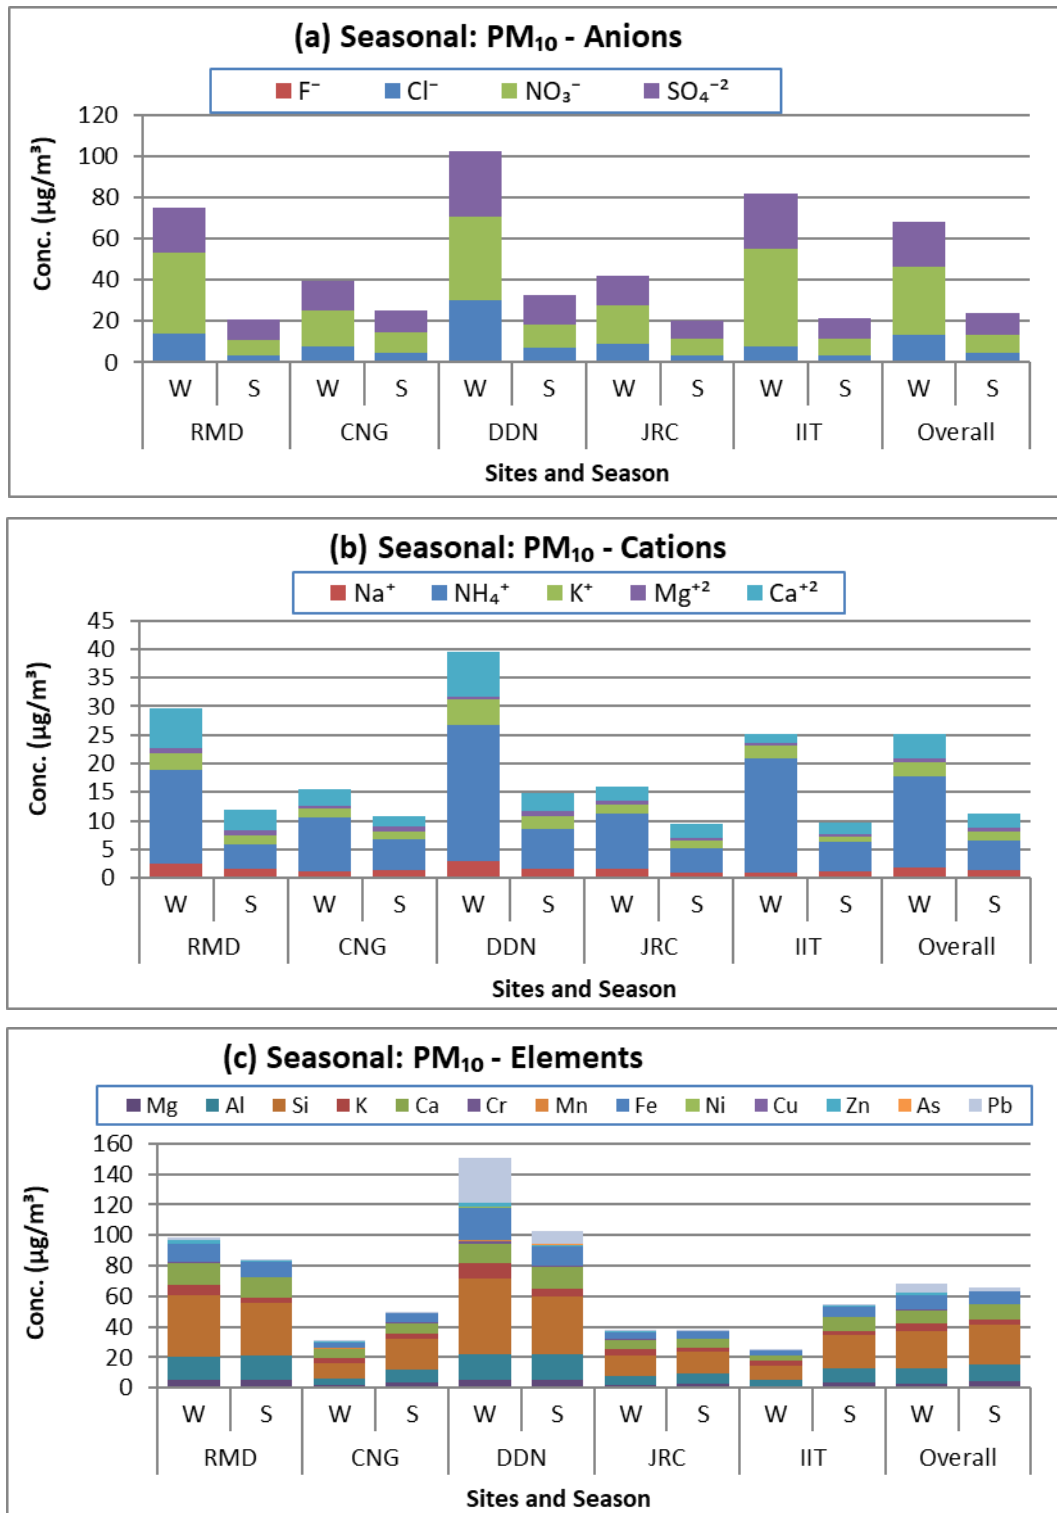 (a) Seasonal: PM₁₀ - Anions
F⁻ Cl⁻ NO₃⁻ SO₄⁻²
120
100
80
60
40
20
0
Conc. (µg/m³)
W S W S W S W S W S W S
RMD CNG DDN JRC IIT Overall
Sites and Season
(b) Seasonal: PM₁₀ - Cations
Na⁺ NH₄⁺ K⁺ Mg⁺² Ca⁺²
45
40
35
30
25
20
15
10
5
0
Conc. (µg/m³)
W S W S W S W S W S W S
RMD CNG DDN JRC IIT Overall
Sites and Season
(c) Seasonal: PM₁₀ - Elements
Mg Al Si K Ca Cr Mn Fe Ni Cu Zn As Pb
160
140
120
100
80
60
40
20
0
Conc. (µg/m³)
W S W S W S W S W S W S
RMD CNG DDN JRC IIT Overall
Sites and Season